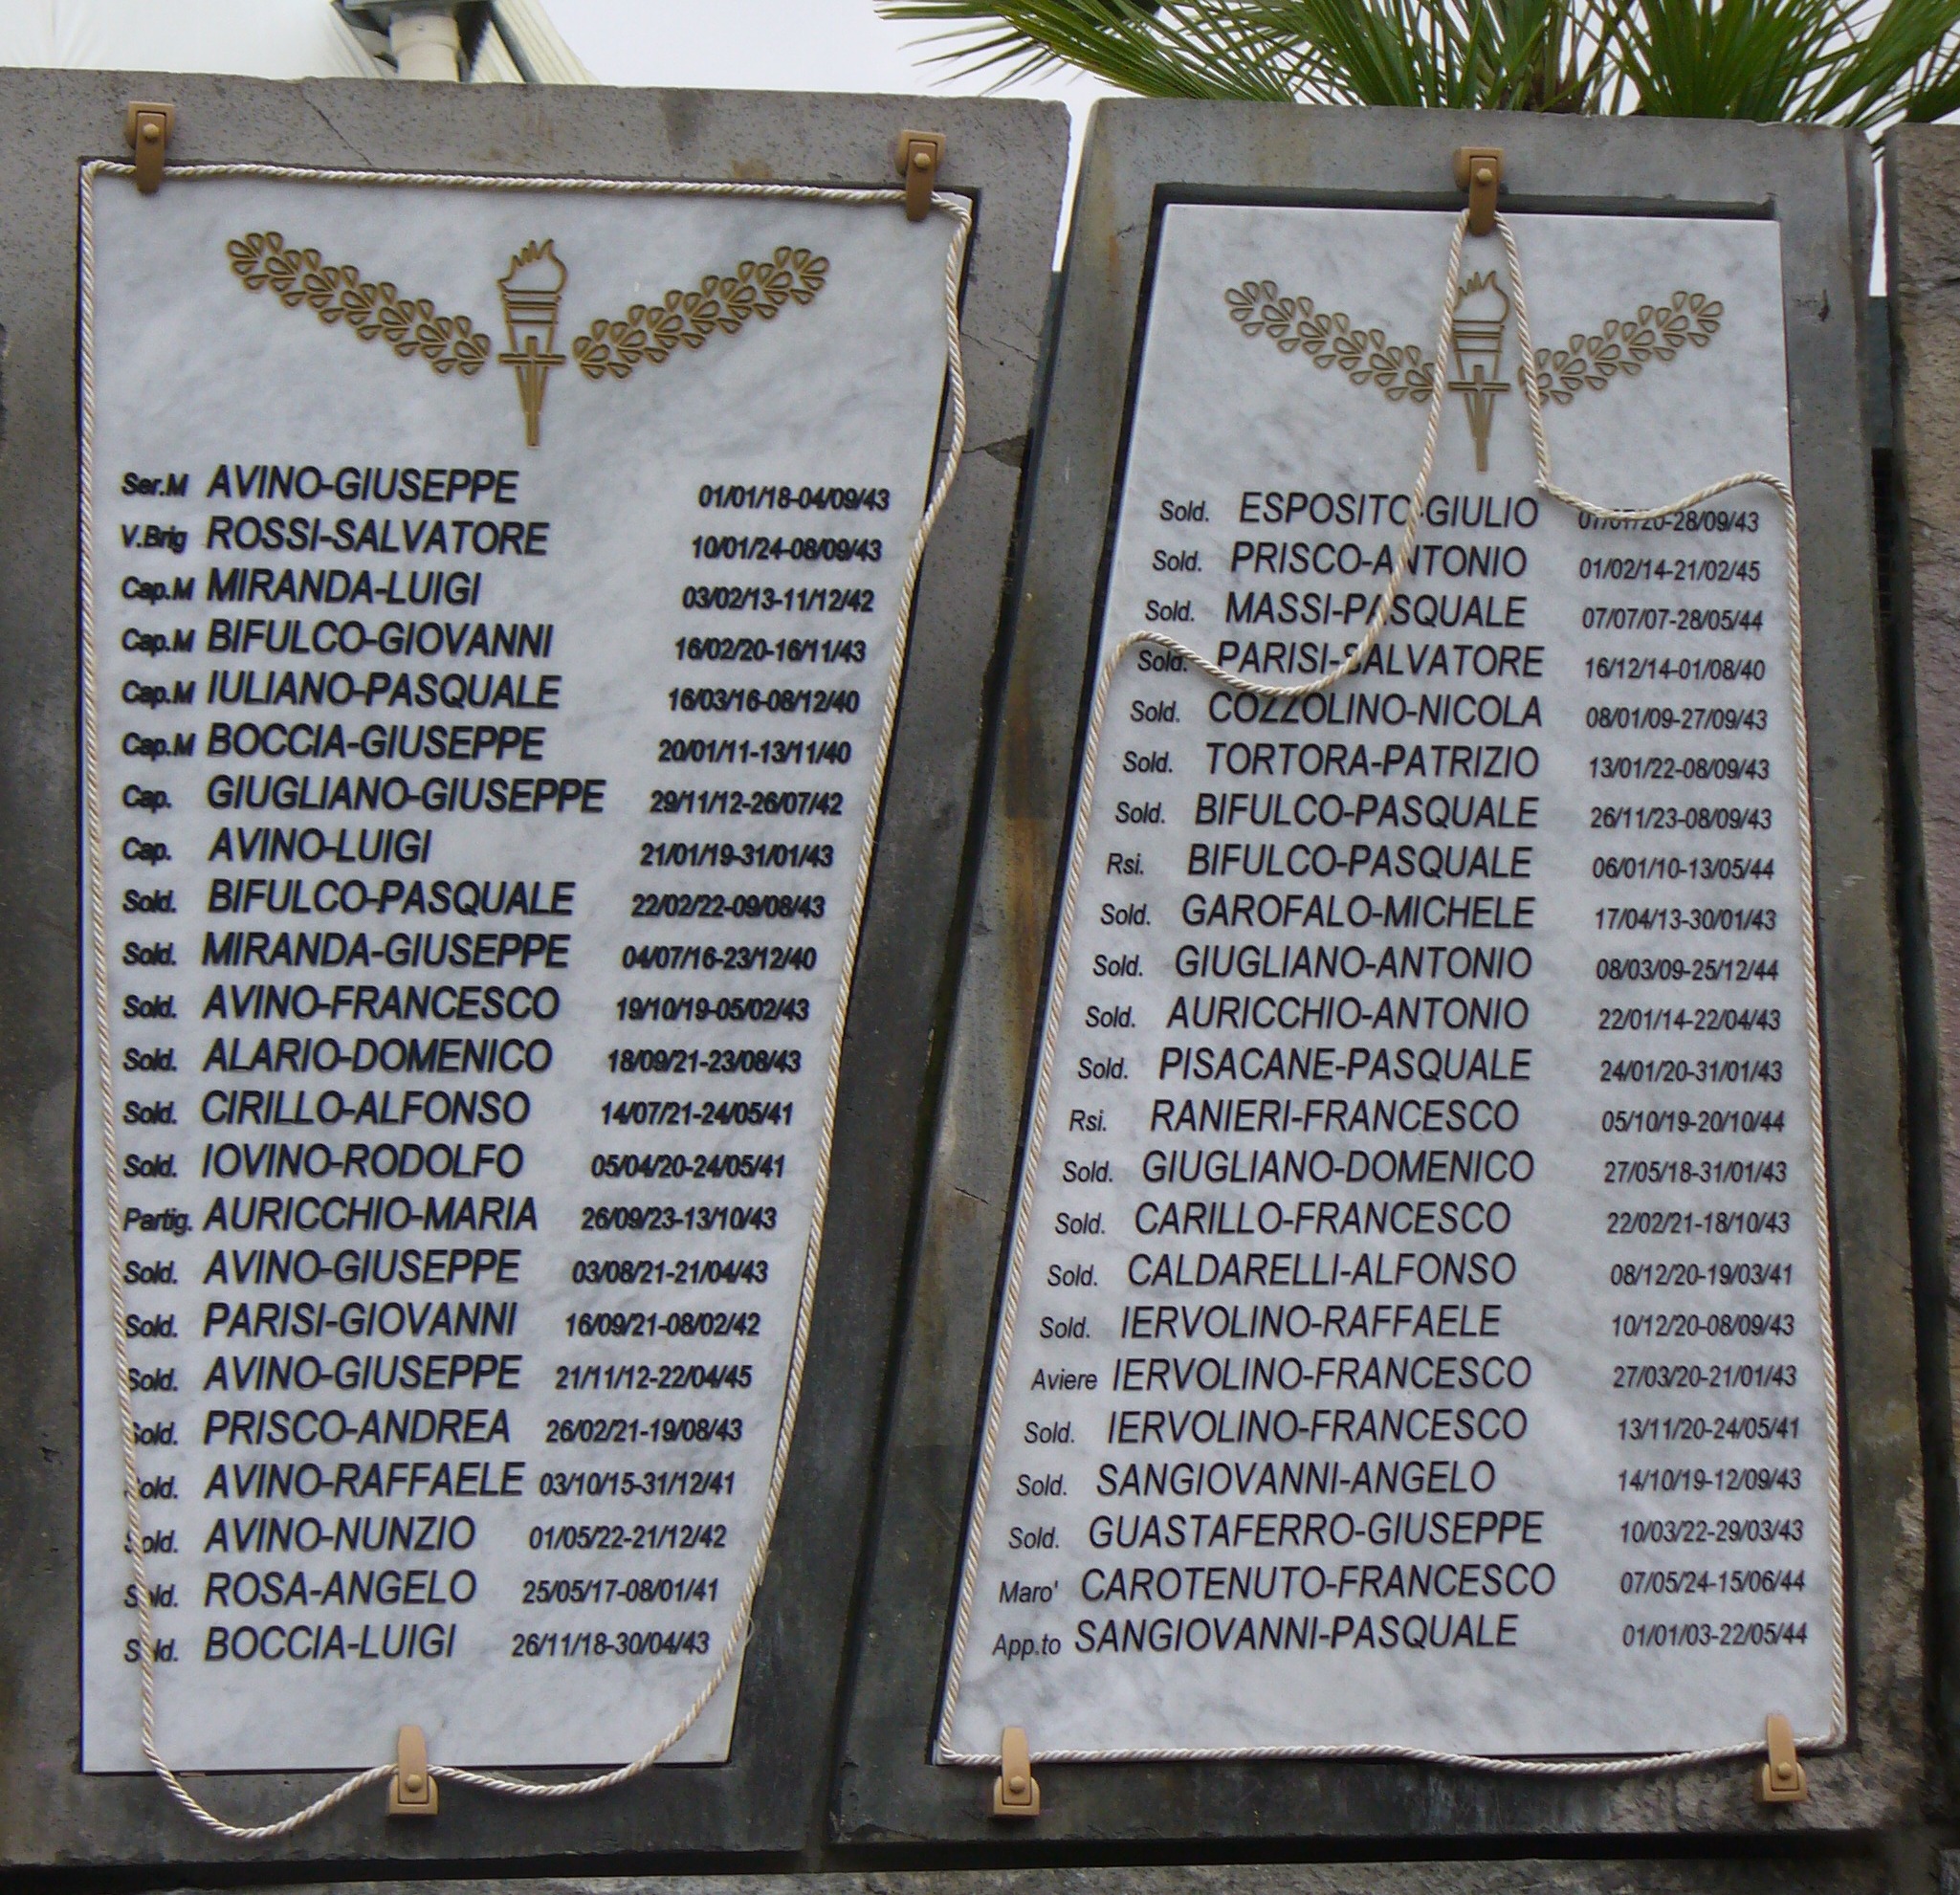 Ser.M AVINO-GIUSEPPE 01/01/18-04/09/43
V.Brig ROSSI-SALVATORE 10/01/24-08/09/43
Cap.M MIRANDA-LUIGI 03/02/13-11/12/42
Cap.M BIFULCO-GIOVANNI 16/02/20-16/11/43
Cap.M IULIANO-PASQUALE 16/03/16-08/12/40
Cap.M BOCCIA-GIUSEPPE 20/01/11-13/11/40
Cap. GIUGLIANO-GIUSEPPE 29/11/12-26/07/42
Cap. AVINO-LUIGI 21/01/19-31/01/43
Sold. BIFULCO-PASQUALE 22/02/22-09/08/43
Sold. MIRANDA-GIUSEPPE 04/07/16-23/12/40
Sold. AVINO-FRANCESCO 19/10/19-05/02/43
Sold. ALARIO-DOMENICO 18/09/21-23/08/43
Sold. CIRILLO-ALFONSO 14/07/21-24/05/41
Sold. IOVINO-RODOLFO 05/04/20-24/05/41
Partig. AURICCHIO-MARIA 26/09/23-13/10/43
Sold. AVINO-GIUSEPPE 03/08/21-21/04/43
Sold. PARISI-GIOVANNI 16/09/21-08/02/42
Sold. AVINO-GIUSEPPE 21/11/12-22/04/45
Sold. PRISCO-ANDREA 26/02/21-19/08/43
Sold. AVINO-RAFFAELE 03/10/15-31/12/41
Sold. AVINO-NUNZIO 01/05/22-21/12/42
Sold. ROSA-ANGELO 25/05/17-08/01/41
Sold. BOCCIA-LUIGI 26/11/18-30/04/43
Sold. ESPOSITO-GIULIO 01/07/20-28/09/43
Sold. PRISCO-ANTONIO 01/02/14-21/02/45
Sold. MASSI-PASQUALE 07/07/07-28/05/44
Sold. PARISI-SALVATORE 16/12/14-01/08/40
Sold. COZZOLINO-NICOLA 08/01/09-27/09/43
Sold. TORTORA-PATRIZIO 13/01/22-08/09/43
Sold. BIFULCO-PASQUALE 26/11/23-08/09/43
Rsi. BIFULCO-PASQUALE 06/01/10-13/05/44
Sold. GAROFALO-MICHELE 17/04/13-30/01/43
Sold. GIUGLIANO-ANTONIO 08/03/09-25/12/44
Sold. AURICCHIO-ANTONIO 22/01/14-22/04/43
Sold. PISACANE-PASQUALE 24/01/20-31/01/43
Rsi. RANIERI-FRANCESCO 05/10/19-20/10/44
Sold. GIUGLIANO-DOMENICO 27/05/18-31/01/43
Sold. CARILLO-FRANCESCO 22/02/21-18/10/43
Sold. CALDARELLI-ALFONSO 08/12/20-19/03/41
Sold. IERVOLINO-RAFFAELE 10/12/20-08/09/43
Aviere IERVOLINO-FRANCESCO 27/03/20-21/01/43
Sold. IERVOLINO-FRANCESCO 13/11/20-24/05/41
Sold. SANGIOVANNI-ANGELO 14/10/19-12/09/43
Sold. GUASTAFERRO-GIUSEPPE 10/03/22-29/03/43
Maro' CAROTENUTO-FRANCESCO 07/05/24-15/06/44
App.to SANGIOVANNI-PASQUALE 01/01/03-22/05/44